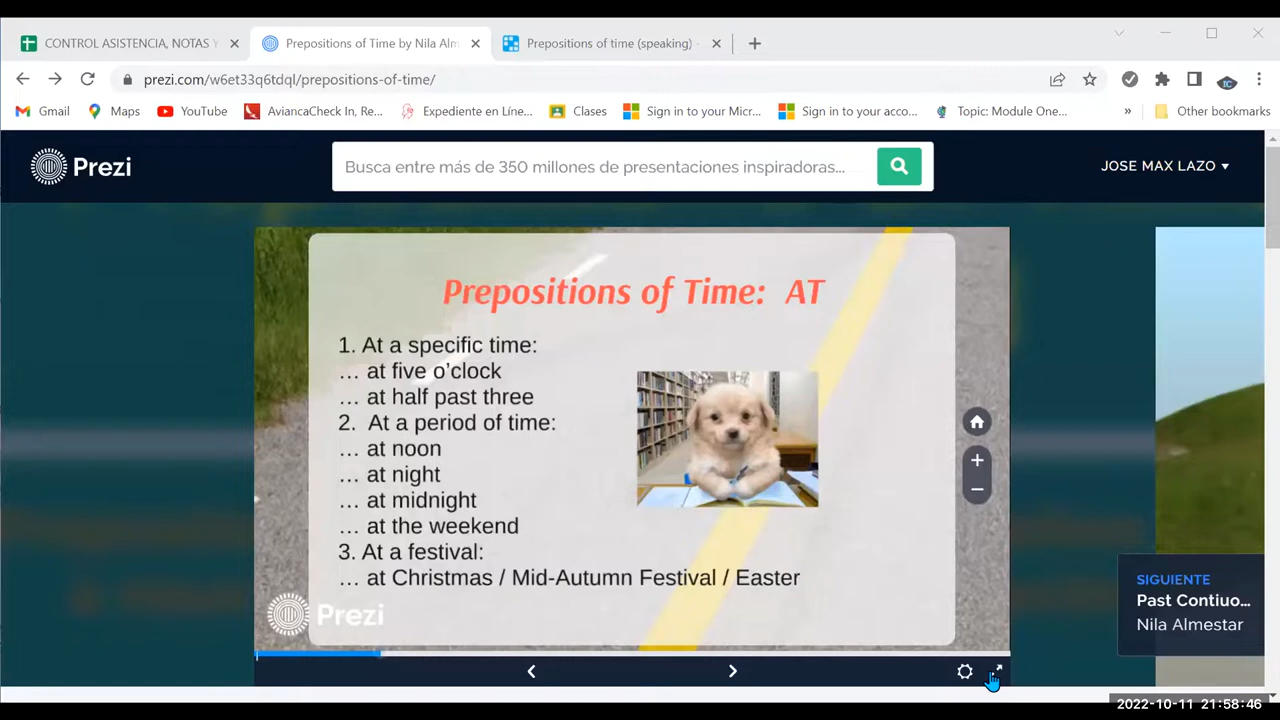 CONTROL ASISTENCIA, NOTAS Y
Prepositions of Time by Nila Alm
Prepositions of time (speaking) -
prezi.com/w6et33q6tdql/prepositions-of-time/
Gmail
Maps
YouTube
AviancaCheck In, Re...
Expediente en Líne...
Clases
Sign in to your Micr...
Sign in to your acco...
Topic: Module One...
»
Other bookmarks
Prezi
Busca entre más de 350 millones de presentaciones inspiradoras...
JOSE MAX LAZO
Prepositions of Time: AT
1. At a specific time:
… at five o'clock
… at half past three
2. At a period of time:
… at noon
… at night
… at midnight
… at the weekend
3. At a festival:
… at Christmas / Mid-Autumn Festival / Easter
Prezi
SIGUIENTE
Past Contiuo...
Nila Almestar
2022-10-11 21:58:46